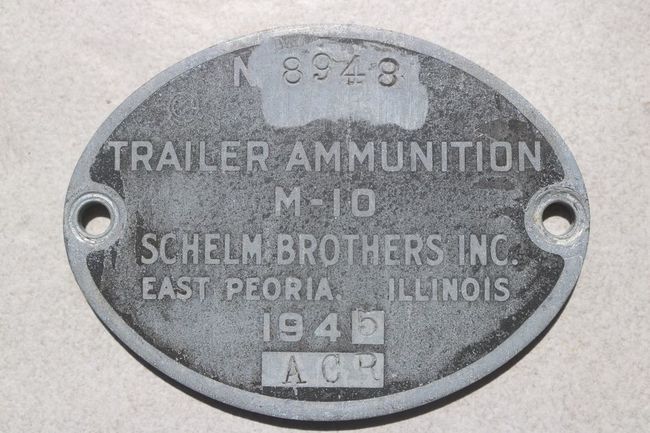 N 8948
TRAILER AMMUNITION
M-10
SCHELM BROTHERS INC.
EAST PEORIA. ILLINOIS
1945
ACR